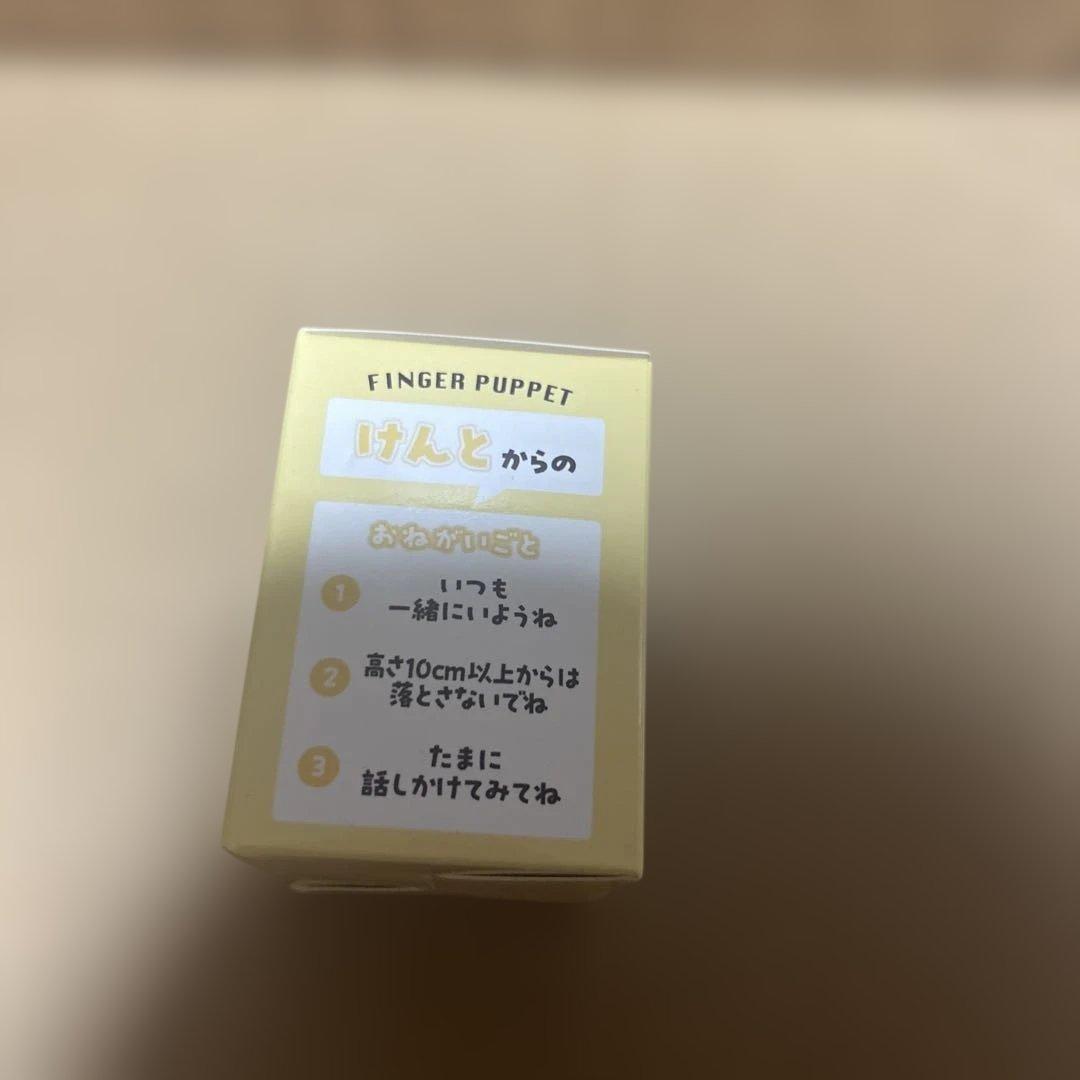 FINGER PUPPET
けんとからの
おねがいごと
1 いつも
一緒にいようね
2 高さ10cm以上からは
落とさないでね
3 たまに
話しかけてみてね